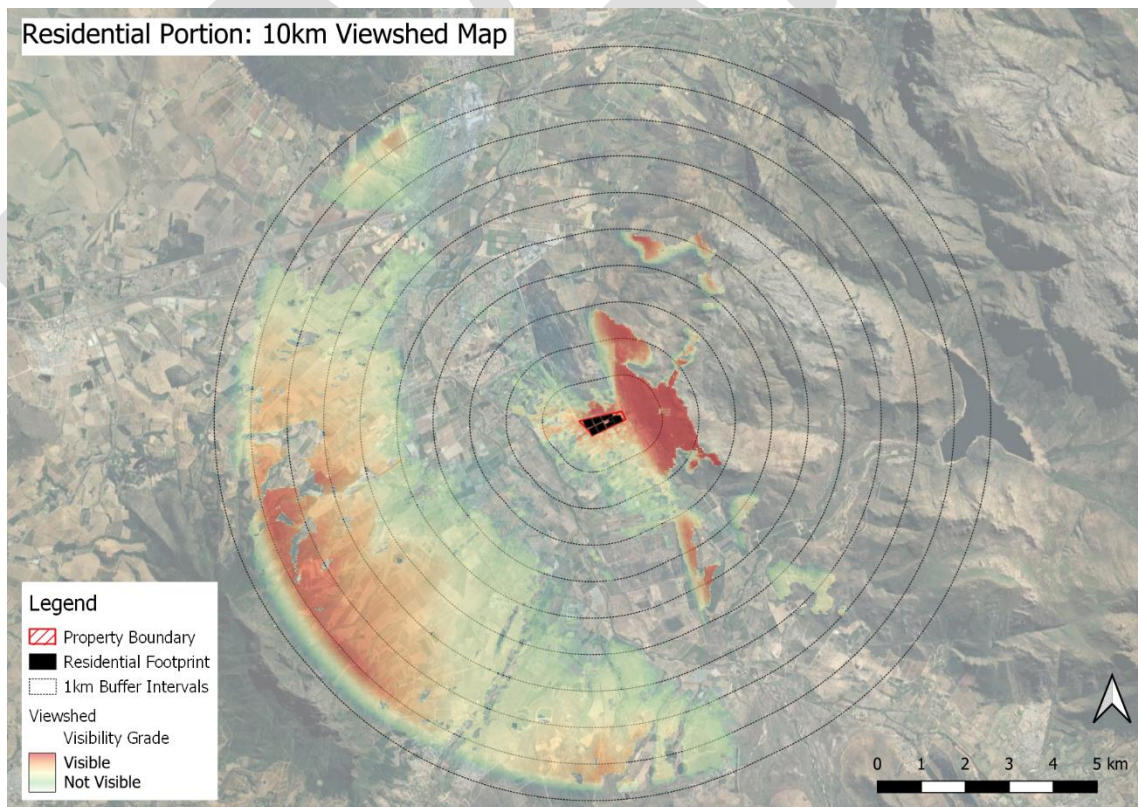 Residential Portion: 10km Viewshed Map
Legend
Property Boundary
Residential Footprint
1km Buffer Intervals
Viewshed
Visibility Grade
Visible
Not Visible
0 1 2 3 4 5 km